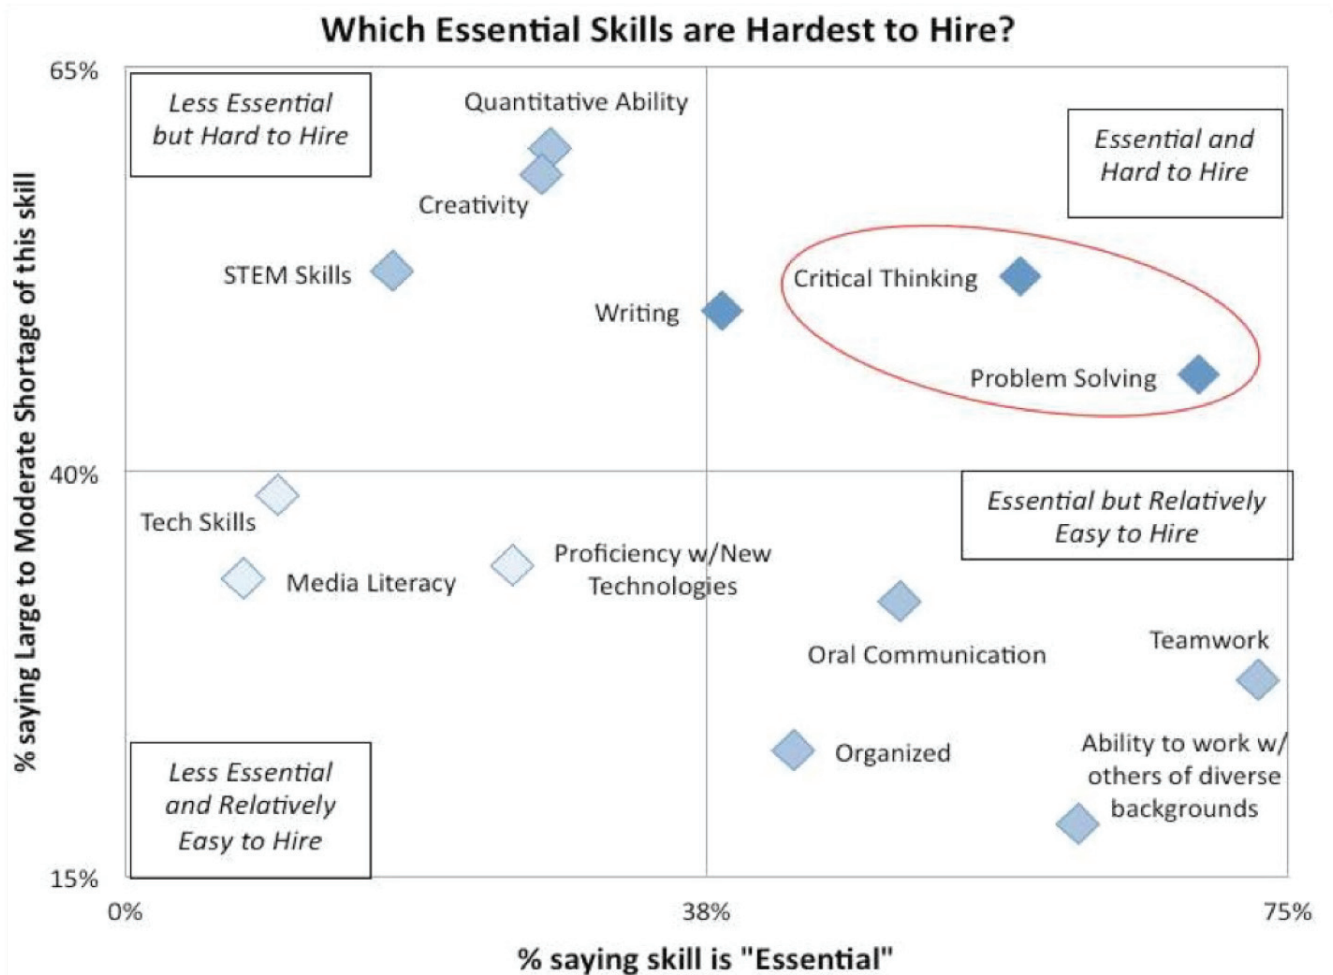 Which Essential Skills are Hardest to Hire?
65%
Less Essential
but Hard to Hire
Quantitative Ability
Essential and
Hard to Hire
Creativity
STEM Skills
Critical Thinking
Writing
Problem Solving
% saying Large to Moderate Shortage of this skill
40%
Essential but Relatively
Easy to Hire
Tech Skills
Proficiency w/New
Technologies
Media Literacy
Oral Communication
Teamwork
Organized
Ability to work w/
others of diverse
backgrounds
Less Essential
and Relatively
Easy to Hire
15%
0%
38%
75%
% saying skill is "Essential"